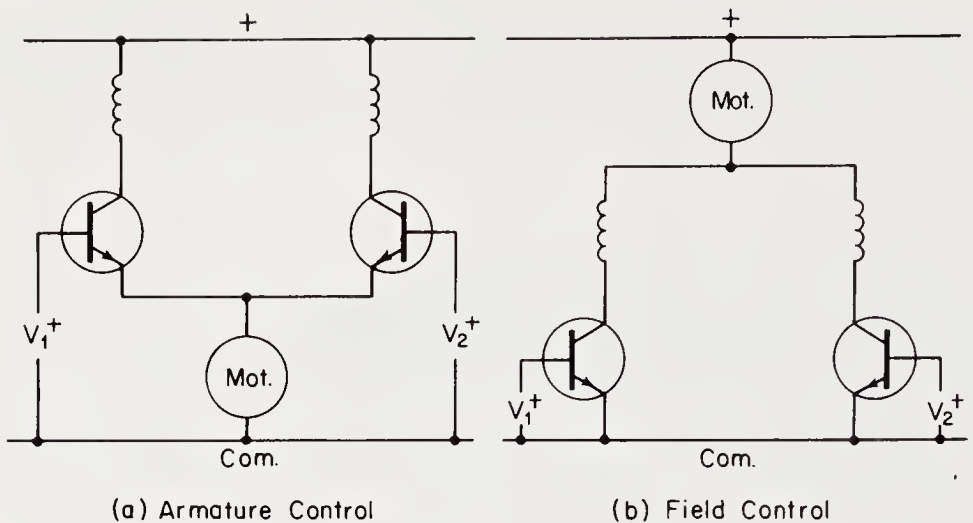 +
+
Mot.
V₁⁺
V₂⁺
Mot.
V₁⁺
V₂⁺
Com.
Com.
(a) Armature Control
(b) Field Control